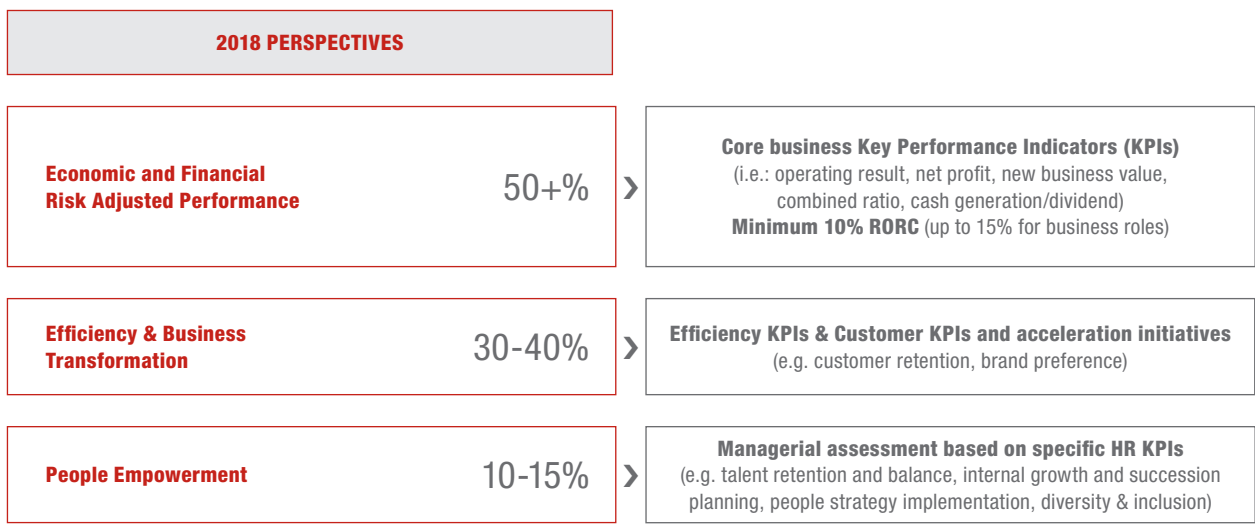 2018 PERSPECTIVES
Economic and Financial
Risk Adjusted Performance
50+%
Core business Key Performance Indicators (KPIs)
(i.e.: operating result, net profit, new business value,
combined ratio, cash generation/dividend)
Minimum 10% RORC (up to 15% for business roles)
Efficiency & Business
Transformation
30-40%
Efficiency KPIs & Customer KPIs and acceleration initiatives
(e.g. customer retention, brand preference)
People Empowerment
10-15%
Managerial assessment based on specific HR KPIs
(e.g. talent retention and balance, internal growth and succession
planning, people strategy implementation, diversity & inclusion)